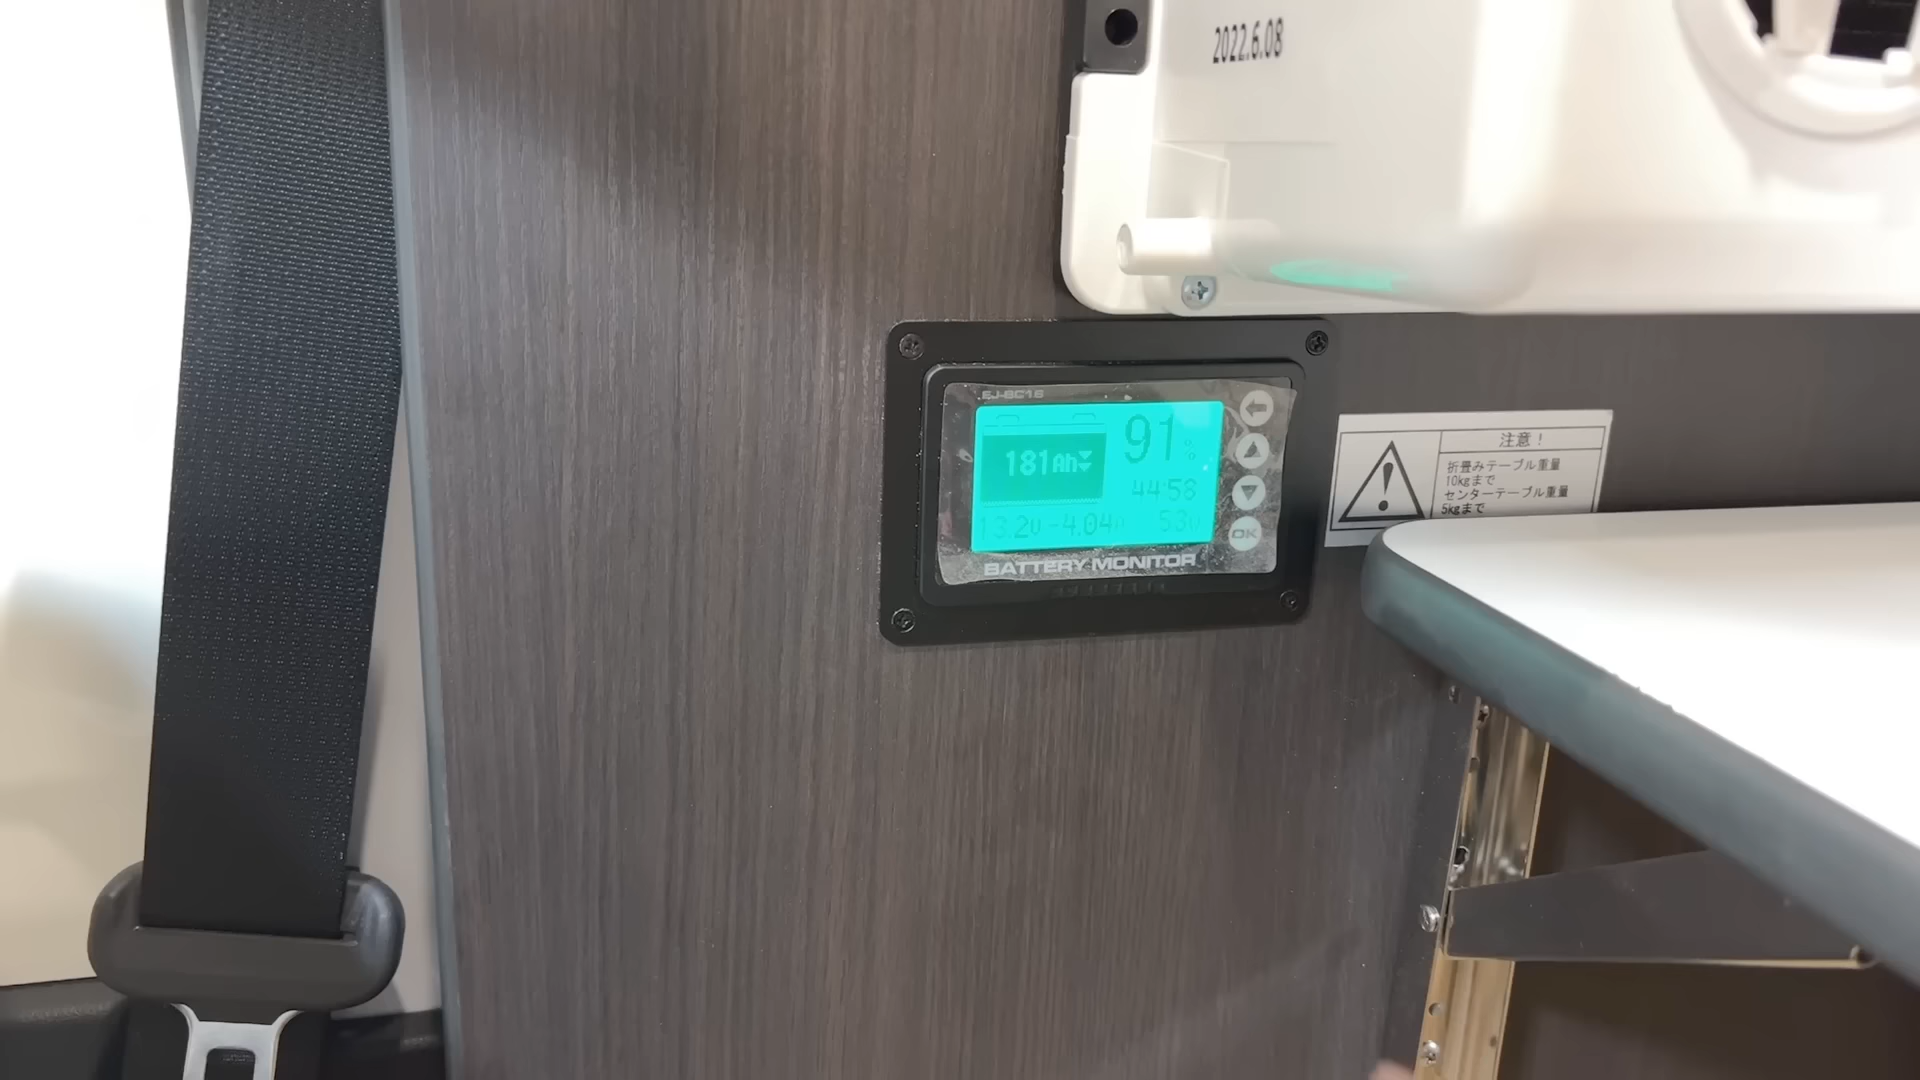 2022.6.08
EJ-BC16
91%
181Ah
44:58
13.2V -4.04A 53W
BATTERY MONITOR
OK
注意！
折畳みテーブル重量
10kgまで
センターテーブル重量
5kgまで